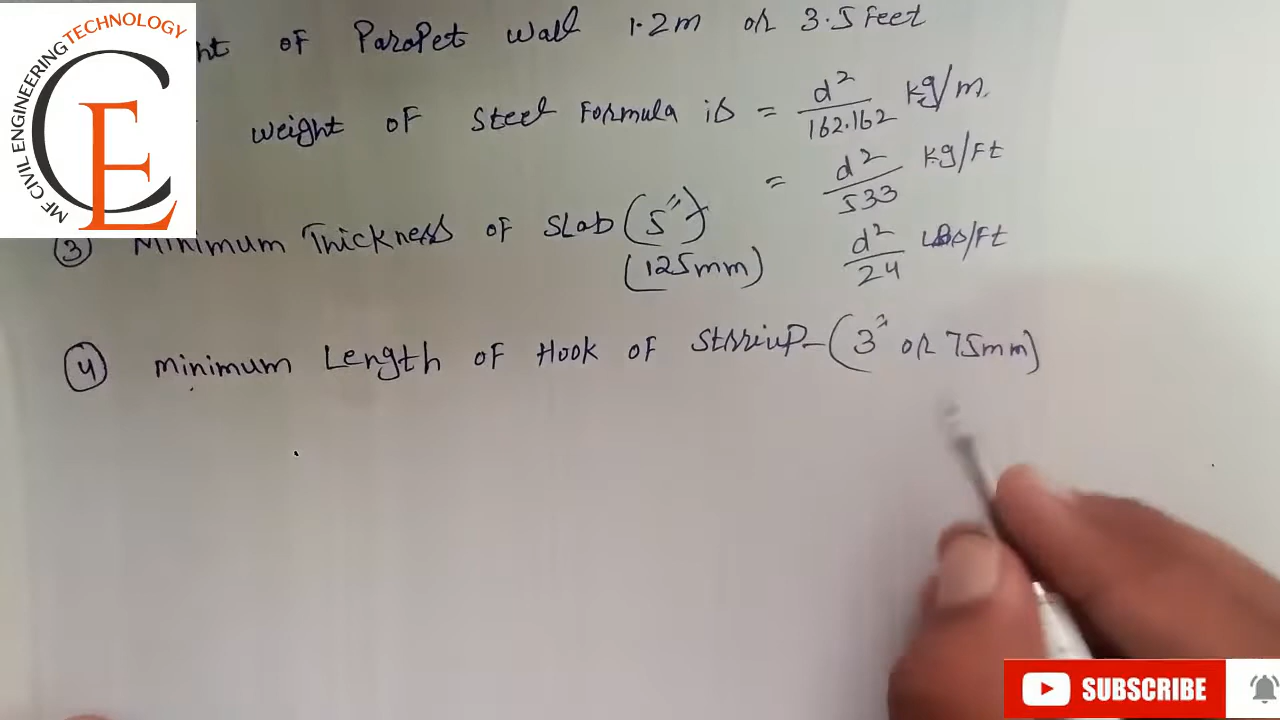 MF CIVIL ENGINEERING TECHNOLOGY
CE
ht of Parapet wall 1.2m or 3.5 Feet
weight of Steel Formula is = d²/162.162 kg/m.
= d²/533 kg/Ft
③ Minimum Thickness of Slab (5")
(125mm)
d²/24 LBs/Ft
④ minimum Length of Hook of Stirriup - (3" or 75mm)
SUBSCRIBE